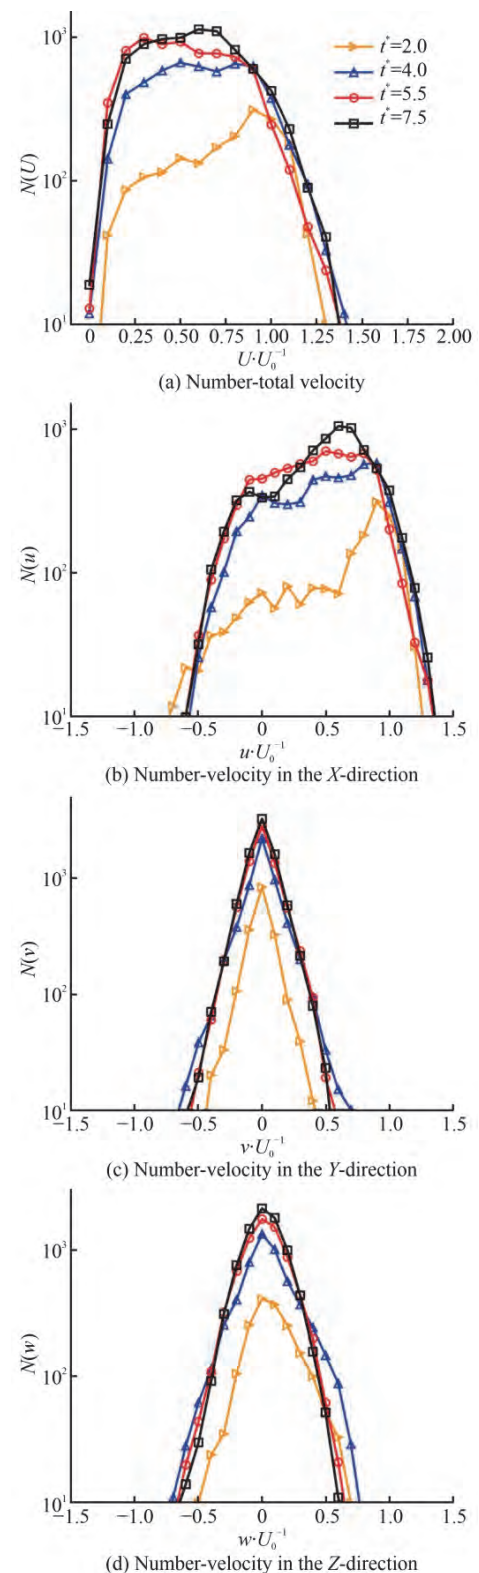 10³
t*=2.0
t*=4.0
t*=5.5
t*=7.5
N(U)
10²
10¹
0 0.25 0.50 0.75 1.00 1.25 1.50 1.75 2.00
U·U₀⁻¹
(a) Number-total velocity
10³
N(u)
10²
10¹
−1.5 −1.0 −0.5 0 0.5 1.0 1.5
u·U₀⁻¹
(b) Number-velocity in the X-direction
10³
N(v)
10²
10¹
−1.5 −1.0 −0.5 0 0.5 1.0 1.5
v·U₀⁻¹
(c) Number-velocity in the Y-direction
10³
N(w)
10²
10¹
−1.5 −1.0 −0.5 0 0.5 1.0 1.5
w·U₀⁻¹
(d) Number-velocity in the Z-direction